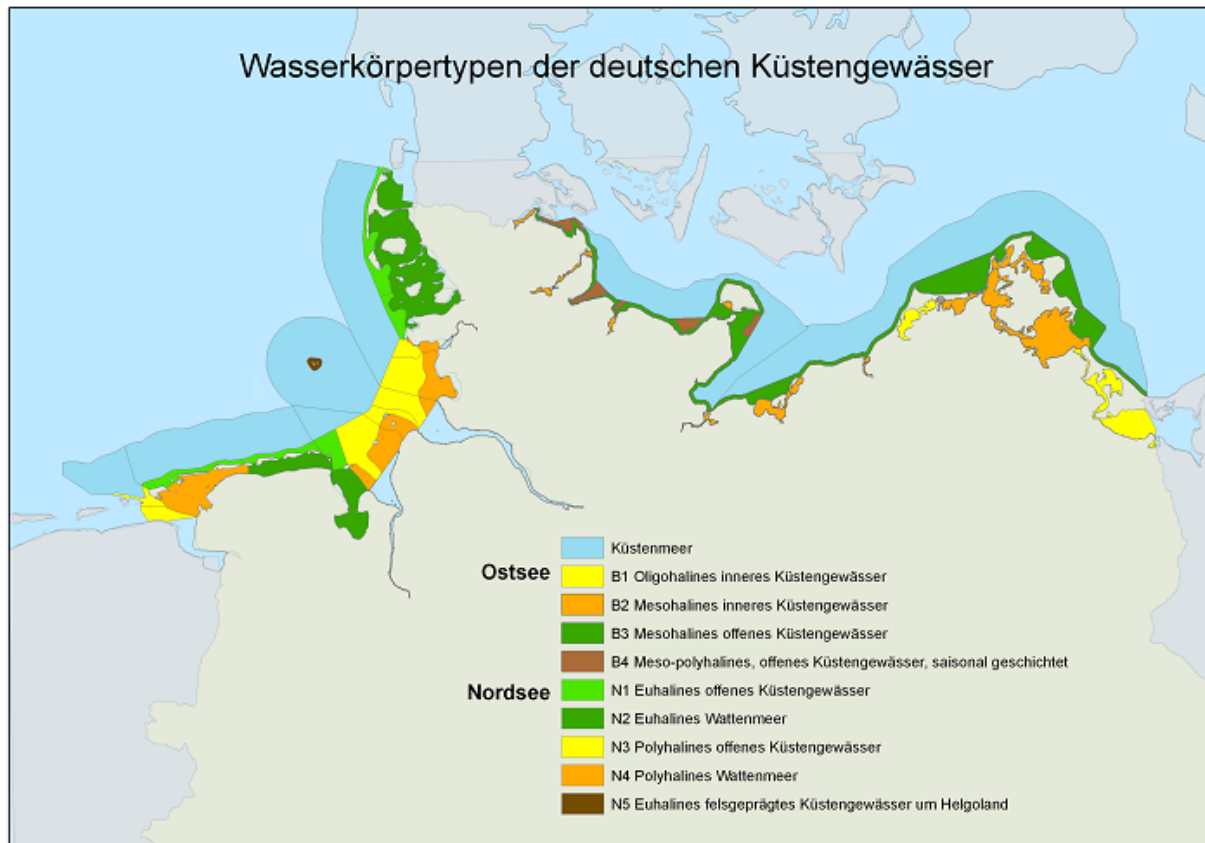 Wasserkörpertypen der deutschen Küstengewässer
Küstenmeer
Ostsee
B1 Oligohalines inneres Küstengewässer
B2 Mesohalines inneres Küstengewässer
B3 Mesohalines offenes Küstengewässer
B4 Meso-polyhalines, offenes Küstengewässer, saisonal geschichtet
Nordsee
N1 Euhalines offenes Küstengewässer
N2 Euhalines Wattenmeer
N3 Polyhalines offenes Küstengewässer
N4 Polyhalines Wattenmeer
N5 Euhalines felsgeprägtes Küstengewässer um Helgoland